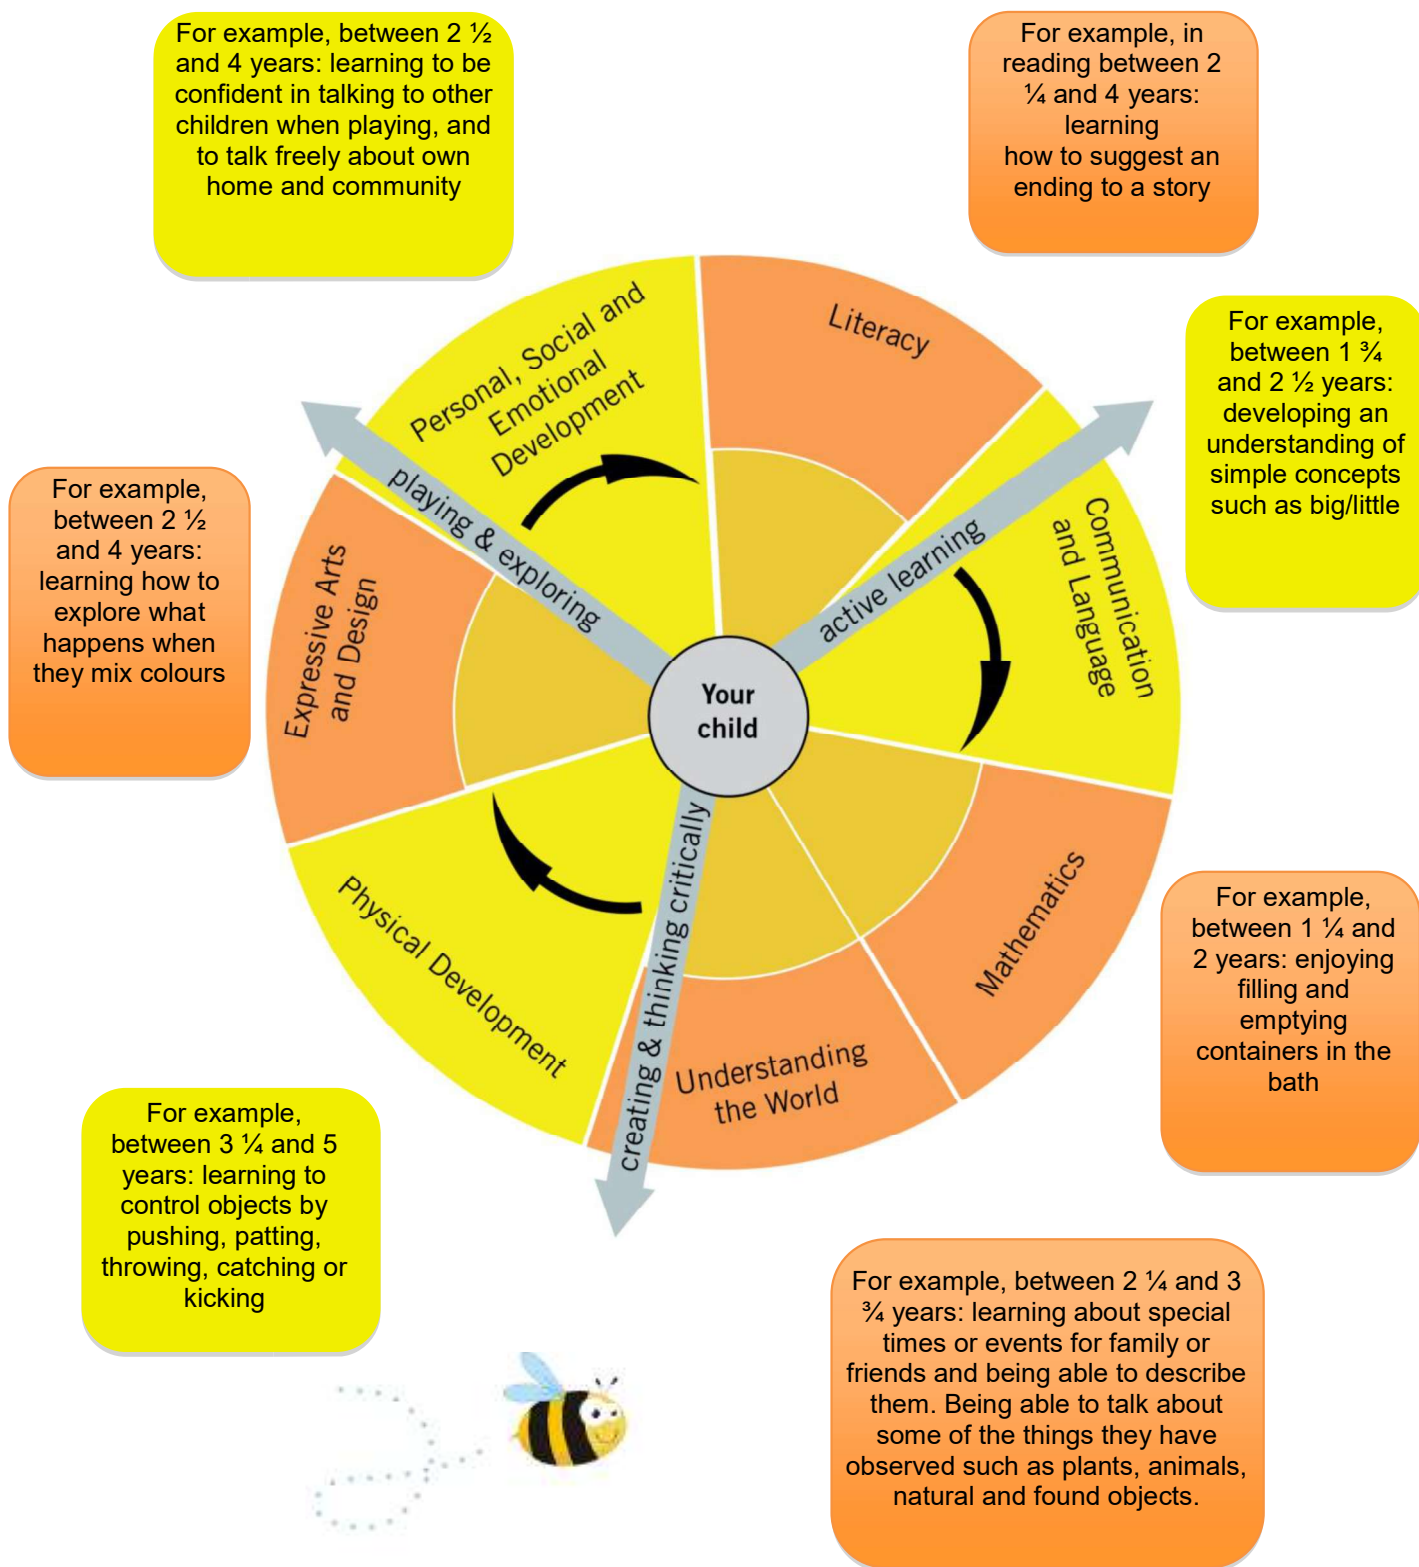 For example, between 2 ½
and 4 years: learning to be
confident in talking to other
children when playing, and
to talk freely about own
home and community
For example, in
reading between 2
¼ and 4 years:
learning
how to suggest an
ending to a story
For example,
between 1 ¾
and 2 ½ years:
developing an
understanding of
simple concepts
such as big/little
For example,
between 2 ½
and 4 years:
learning how to
explore what
happens when
they mix colours
Personal, Social and
Emotional
Development
Literacy
Communication
and Language
playing & exploring
active learning
Expressive Arts
and Design
Your
child
creating & thinking critically
Physical Development
Mathematics
Understanding
the World
For example,
between 1 ¼ and
2 years: enjoying
filling and
emptying
containers in the
bath
For example,
between 3 ¼ and 5
years: learning to
control objects by
pushing, patting,
throwing, catching or
kicking
For example, between 2 ¼ and 3
¾ years: learning about special
times or events for family or
friends and being able to describe
them. Being able to talk about
some of the things they have
observed such as plants, animals,
natural and found objects.